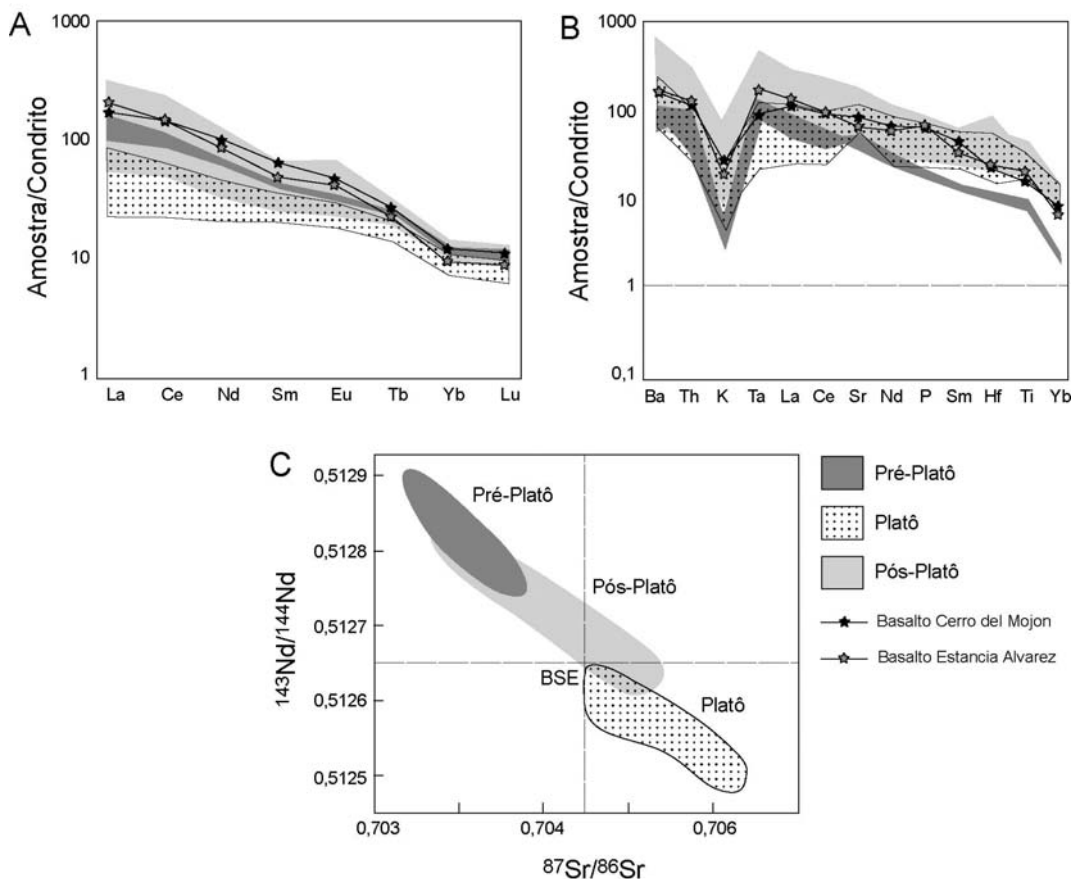 A
1000
100
10
1
Amostra/Condrito
La Ce Nd Sm Eu Tb Yb Lu
B
1000
100
10
1
0,1
Amostra/Condrito
Ba Th K Ta La Ce Sr Nd P Sm Hf Ti Yb
C
0,5129
0,5128
0,5127
0,5126
0,5125
143Nd/144Nd
Pré-Platô
Pós-Platô
BSE
Platô
0,703 0,704 0,706
87Sr/86Sr
Pré-Platô
Platô
Pós-Platô
Basalto Cerro del Mojon
Basalto Estancia Alvarez